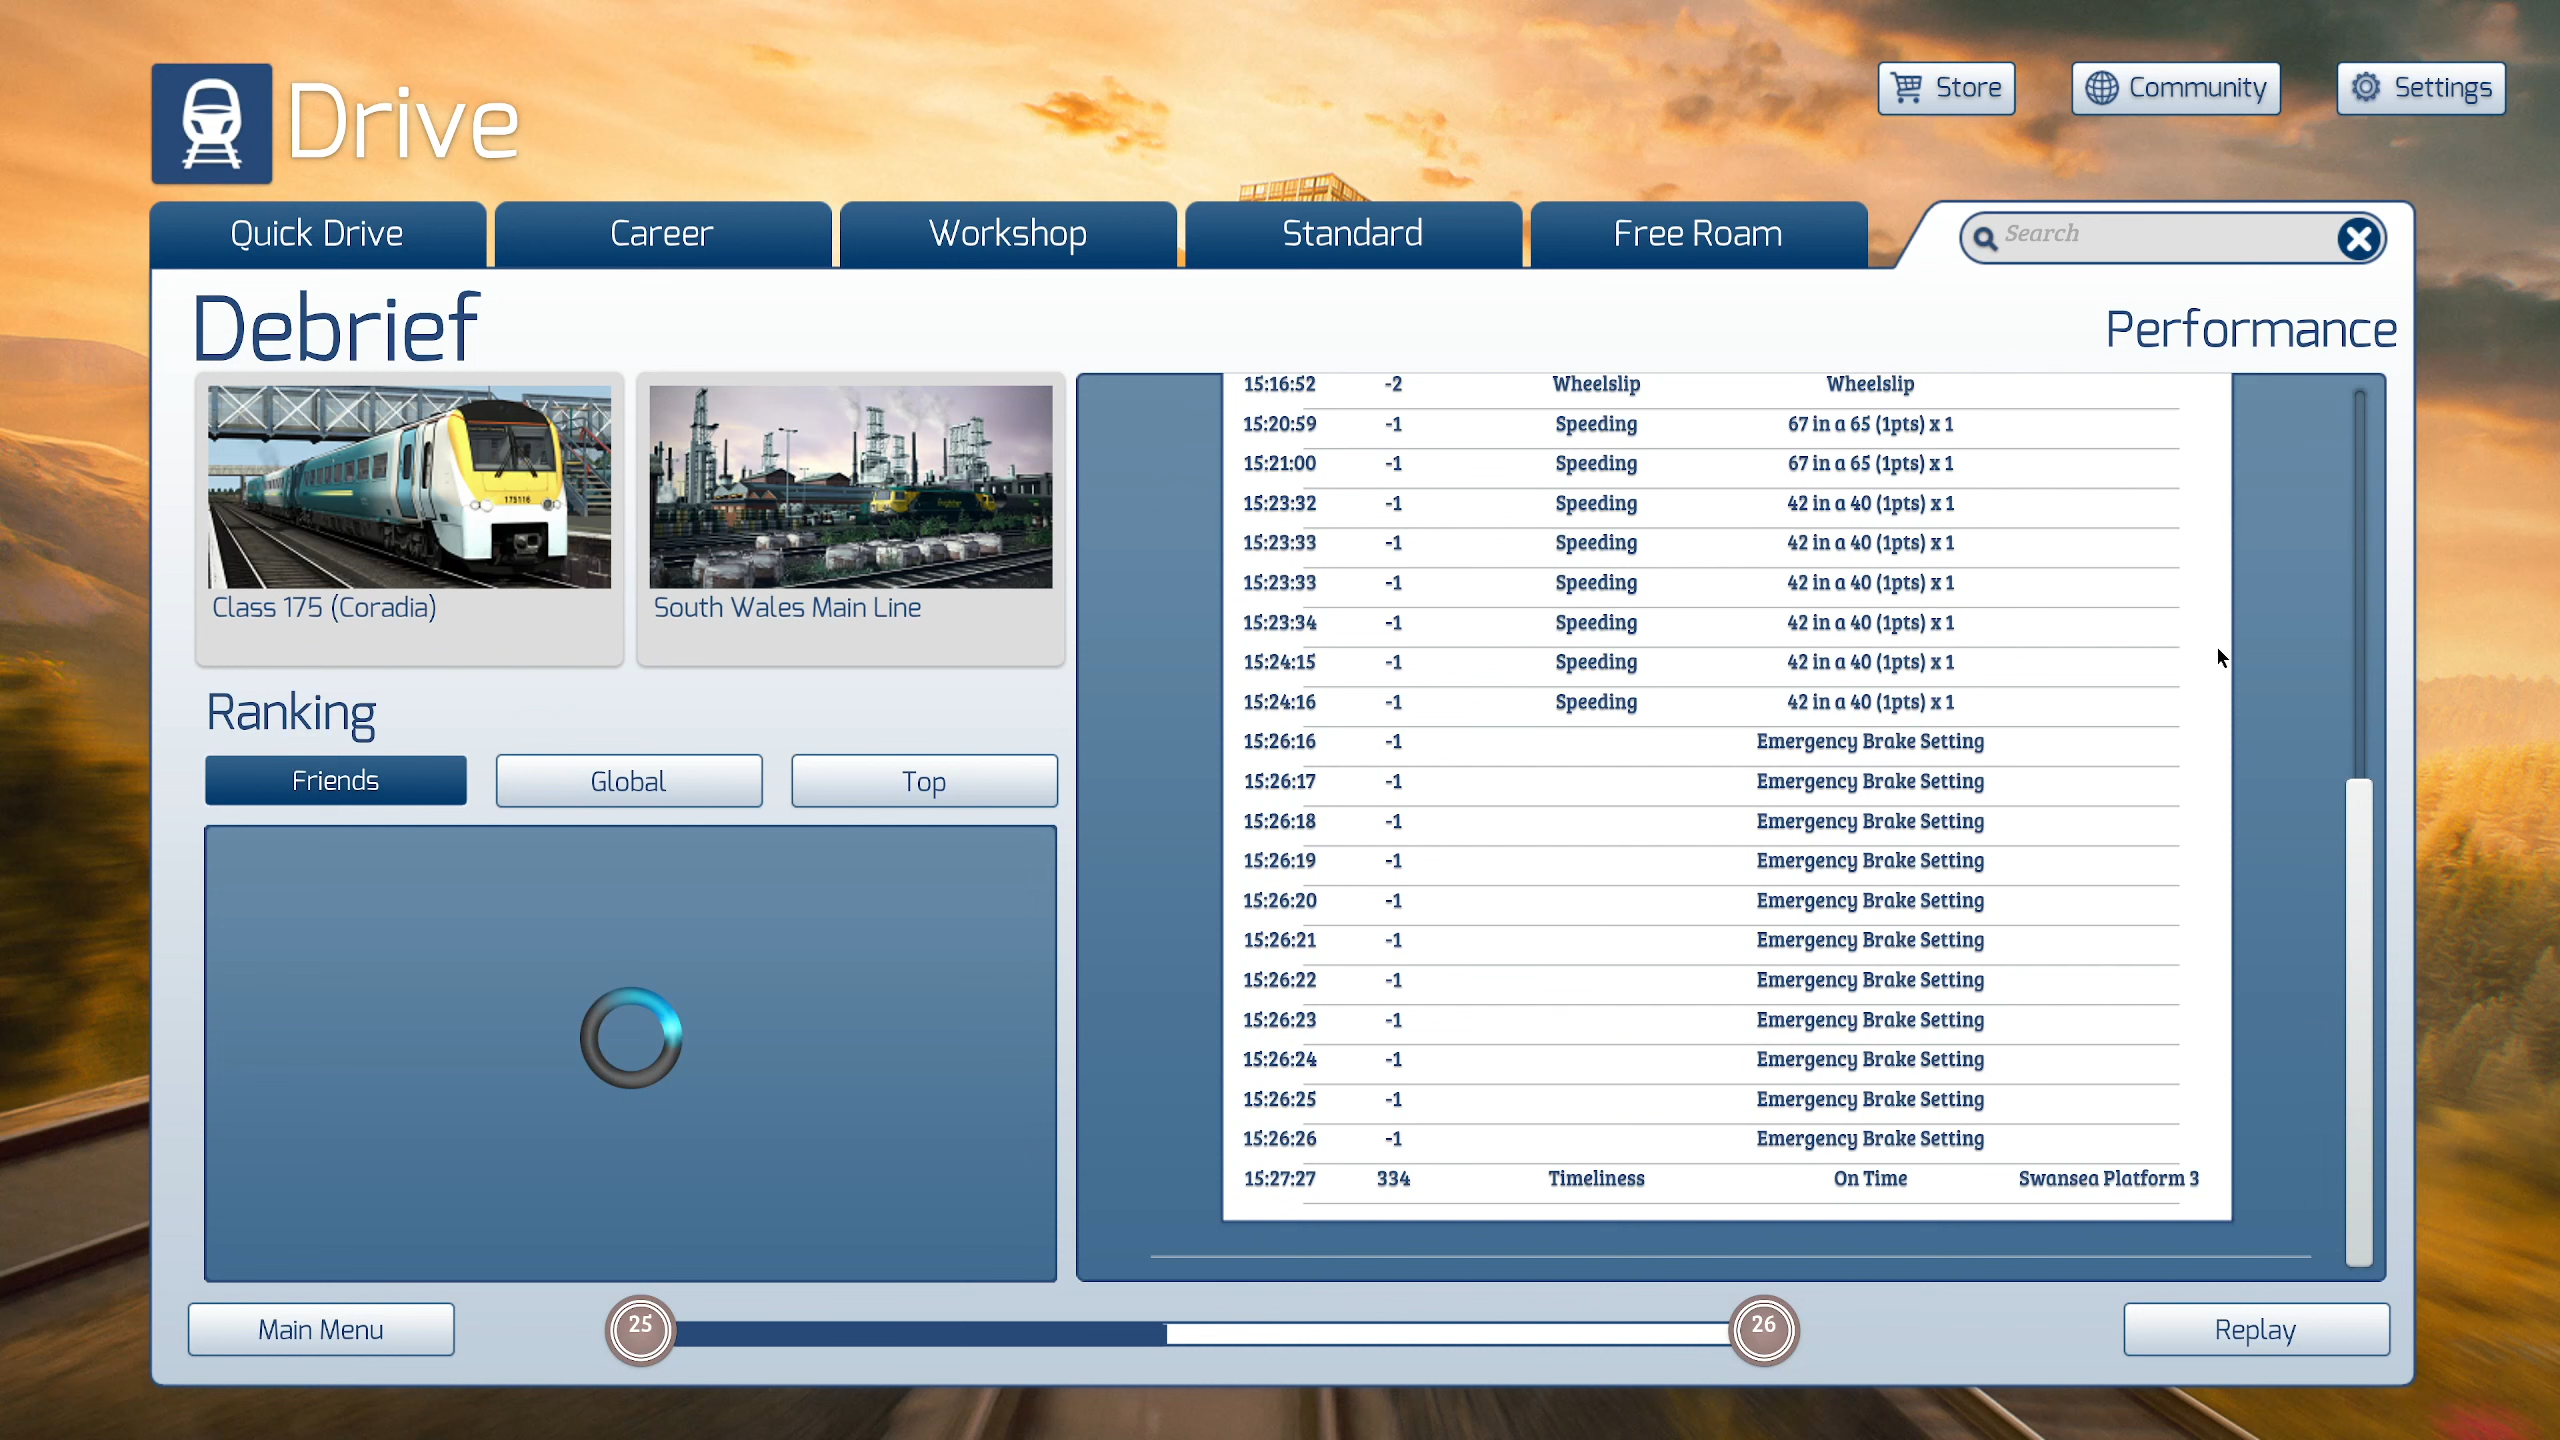 Drive
Store
Community
Settings
Quick Drive
Career
Workshop
Standard
Free Roam
Search
Debrief
Performance
173116
Class 175 (Coradia)
South Wales Main Line
Ranking
Friends
Global
Top
15:16:52 -2 Wheelslip Wheelslip
15:20:59 -1 Speeding 67 in a 65 (1pts) x 1
15:21:00 -1 Speeding 67 in a 65 (1pts) x 1
15:23:32 -1 Speeding 42 in a 40 (1pts) x 1
15:23:33 -1 Speeding 42 in a 40 (1pts) x 1
15:23:33 -1 Speeding 42 in a 40 (1pts) x 1
15:23:34 -1 Speeding 42 in a 40 (1pts) x 1
15:24:15 -1 Speeding 42 in a 40 (1pts) x 1
15:24:16 -1 Speeding 42 in a 40 (1pts) x 1
15:26:16 -1 Emergency Brake Setting
15:26:17 -1 Emergency Brake Setting
15:26:18 -1 Emergency Brake Setting
15:26:19 -1 Emergency Brake Setting
15:26:20 -1 Emergency Brake Setting
15:26:21 -1 Emergency Brake Setting
15:26:22 -1 Emergency Brake Setting
15:26:23 -1 Emergency Brake Setting
15:26:24 -1 Emergency Brake Setting
15:26:25 -1 Emergency Brake Setting
15:26:26 -1 Emergency Brake Setting
15:27:27 334 Timeliness On Time Swansea Platform 3
Main Menu
25
26
Replay